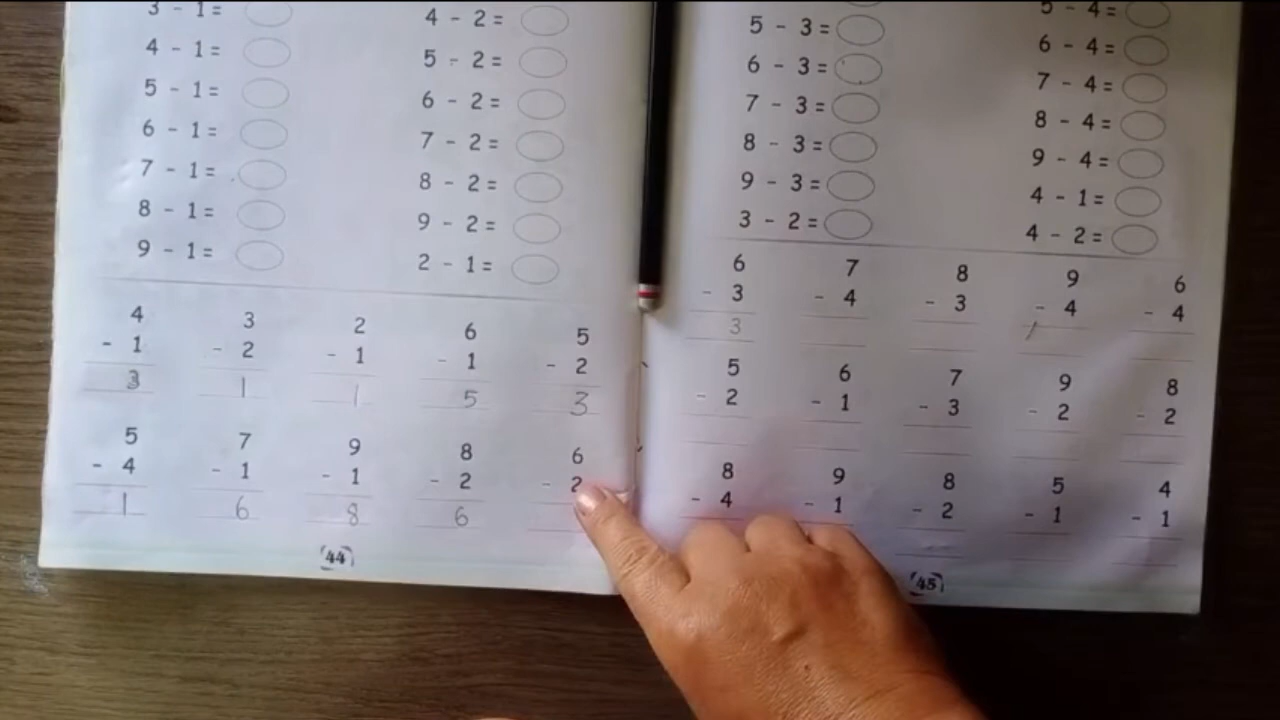 3 - 1 =
4 - 1 =
5 - 1 =
6 - 1 =
7 - 1 =
8 - 1 =
9 - 1 =
4 - 2 =
5 - 2 =
6 - 2 =
7 - 2 =
8 - 2 =
9 - 2 =
2 - 1 =
4 3 2 6 5
- 1 - 2 - 1 - 1 - 2
3 1 1 5 3
5 7 9 8 6
- 4 - 1 - 1 - 2 - 2
1 6 8 6
44
5 - 3 =
6 - 3 =
7 - 3 =
8 - 3 =
9 - 3 =
3 - 2 =
5 - 4 =
6 - 4 =
7 - 4 =
8 - 4 =
9 - 4 =
4 - 1 =
4 - 2 =
6 7 8 9 6
- 3 - 4 - 3 - 4 - 4
3
5 6 7 9 8
- 2 - 1 - 3 - 2 - 2
8 9 8 5 4
- 4 - 1 - 2 - 1 - 1
45